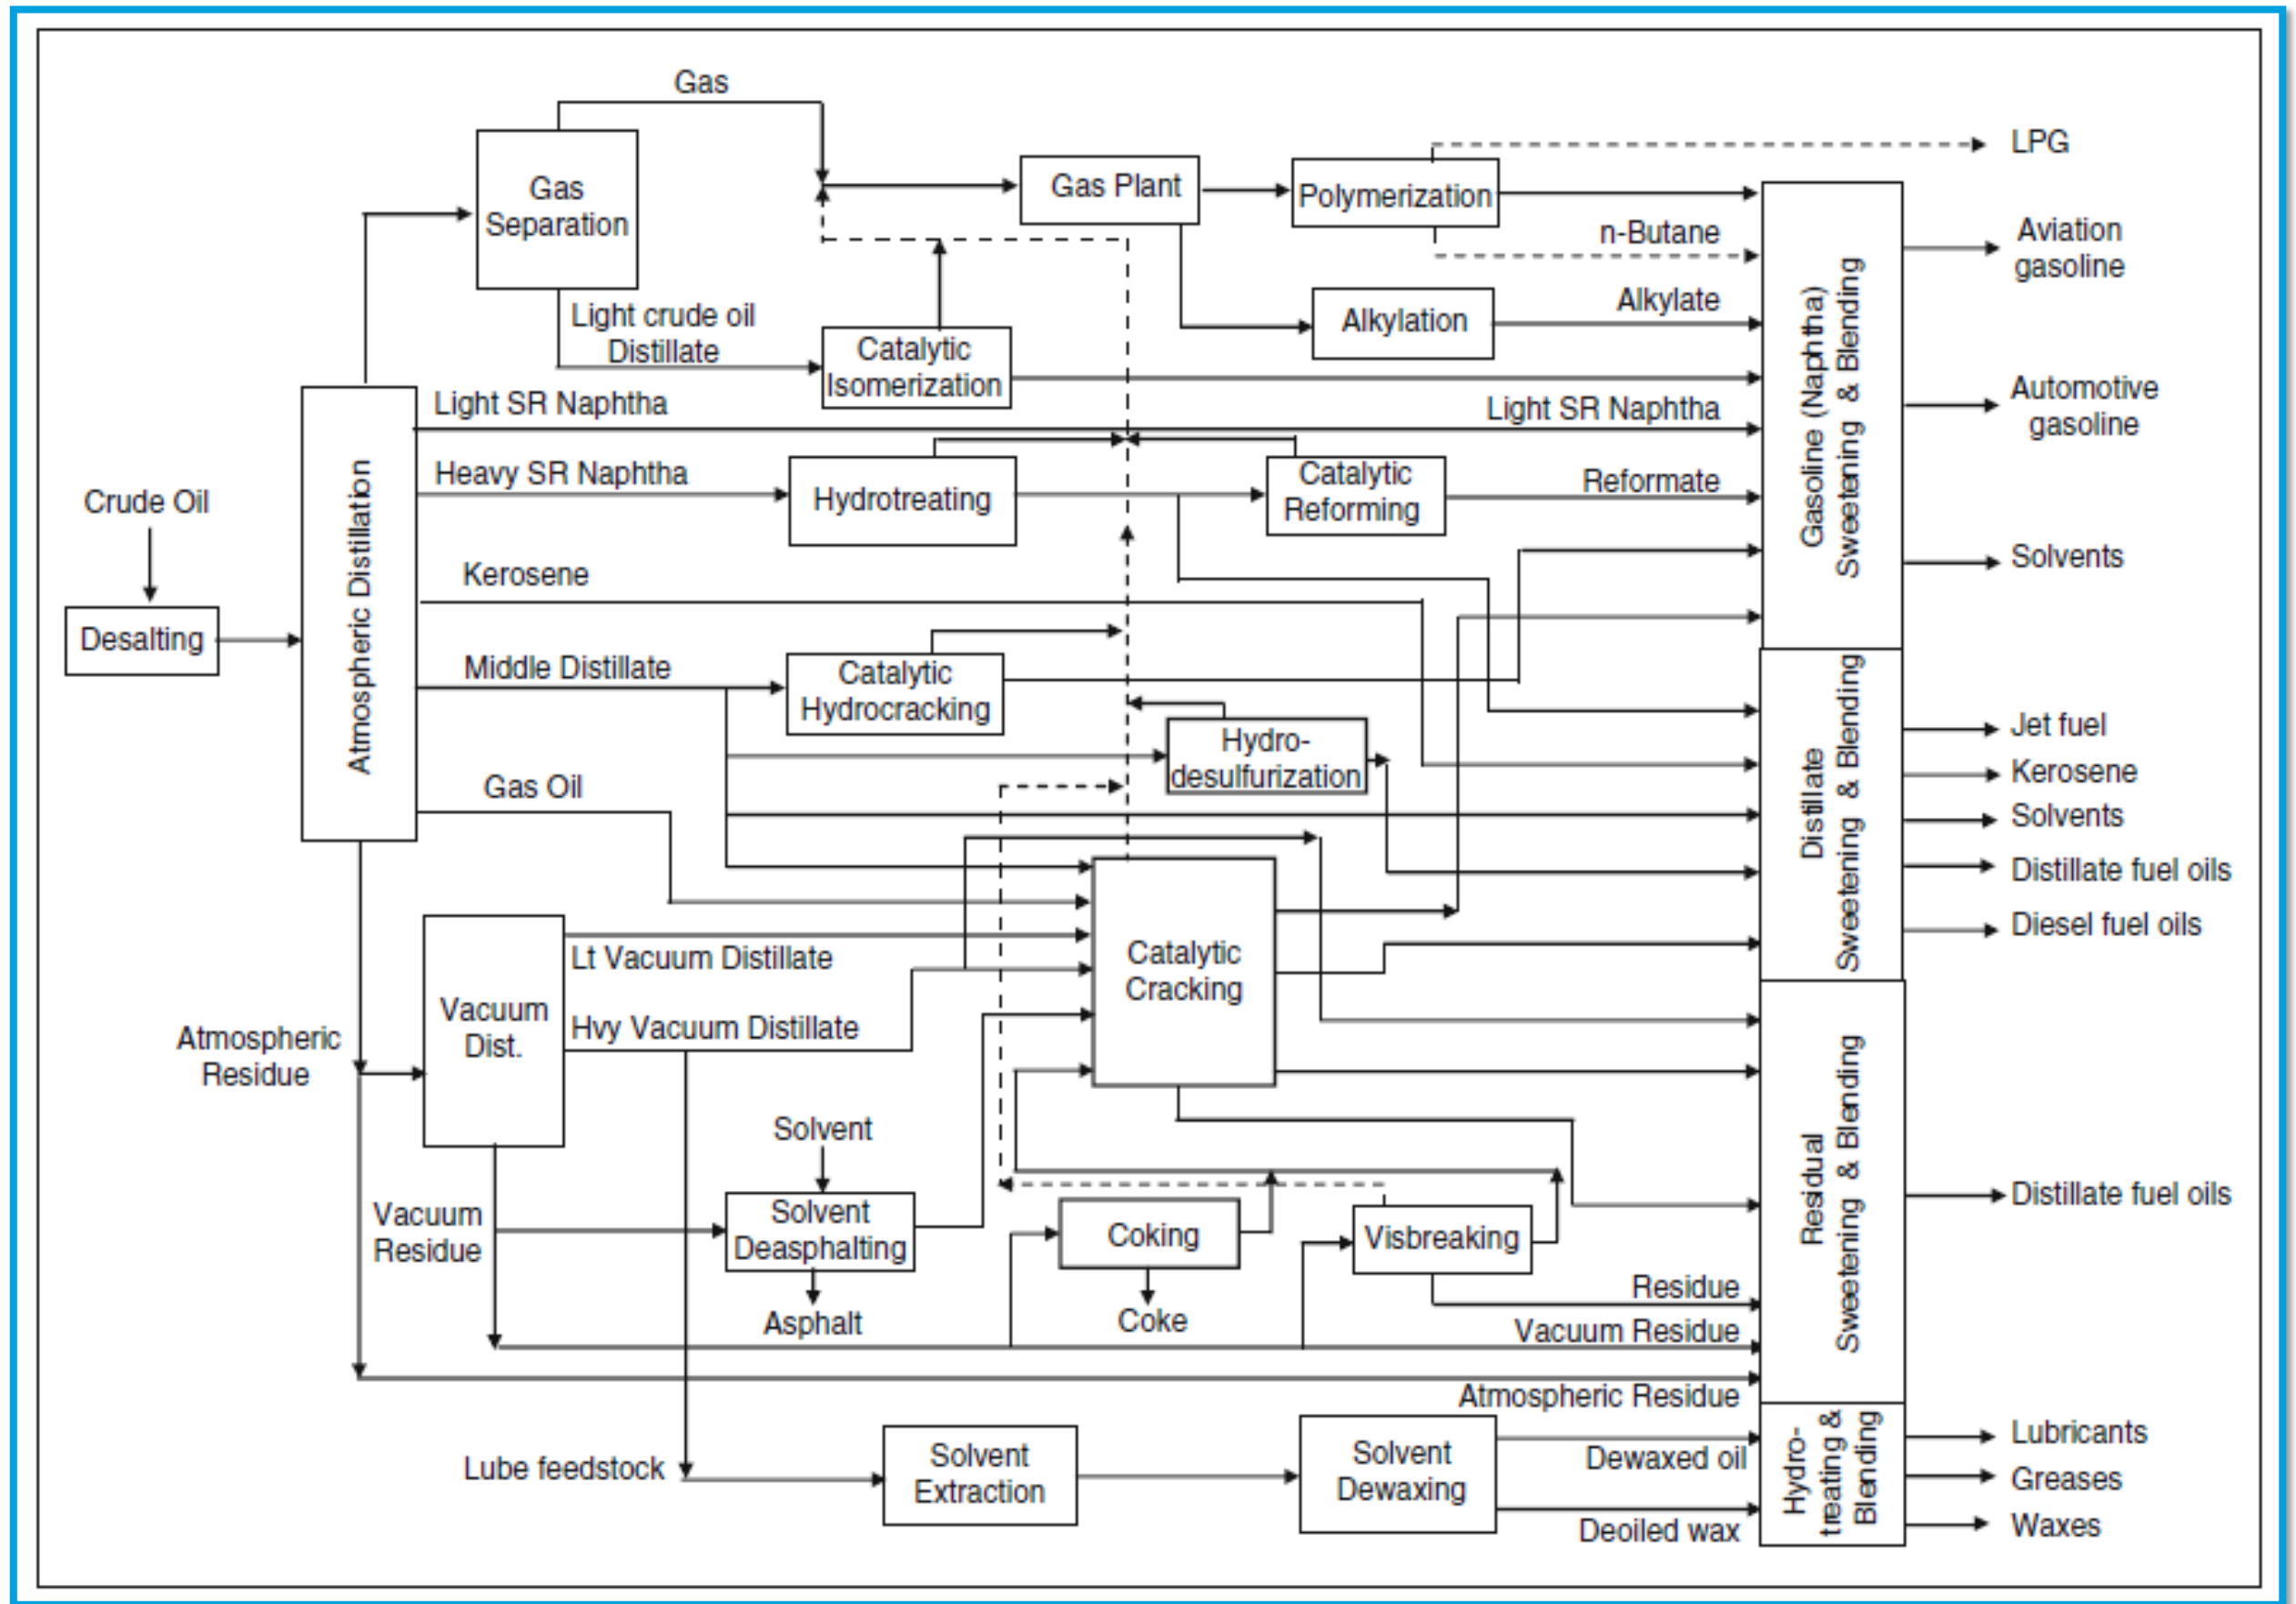 Gas
LPG
Gas
Separation
Gas Plant
Polymerization
n-Butane
Aviation
gasoline
Light crude oil
Distillate
Alkylation
Alkylate
Catalytic
Isomerization
Gasoline (Naphtha)
Sweetening & Blending
Automotive
gasoline
Light SR Naphtha
Light SR Naphtha
Heavy SR Naphtha
Hydrotreating
Catalytic
Reforming
Reformate
Crude Oil
Atmospheric Distillation
Solvents
Kerosene
Desalting
Middle Distillate
Catalytic
Hydrocracking
Hydro-
desulfurization
Distillate
Sweetening & Blending
Jet fuel
Kerosene
Solvents
Distillate fuel oils
Diesel fuel oils
Gas Oil
Lt Vacuum Distillate
Catalytic
Cracking
Vacuum
Dist.
Hvy Vacuum Distillate
Atmospheric
Residue
Solvent
Residual
Sweetening & Blending
Distillate fuel oils
Vacuum
Residue
Solvent
Deasphalting
Coking
Visbreaking
Asphalt
Coke
Residue
Vacuum Residue
Atmospheric Residue
Lube feedstock
Solvent
Extraction
Solvent
Dewaxing
Dewaxed oil
Deoiled wax
Hydro-
treating &
Blending
Lubricants
Greases
Waxes